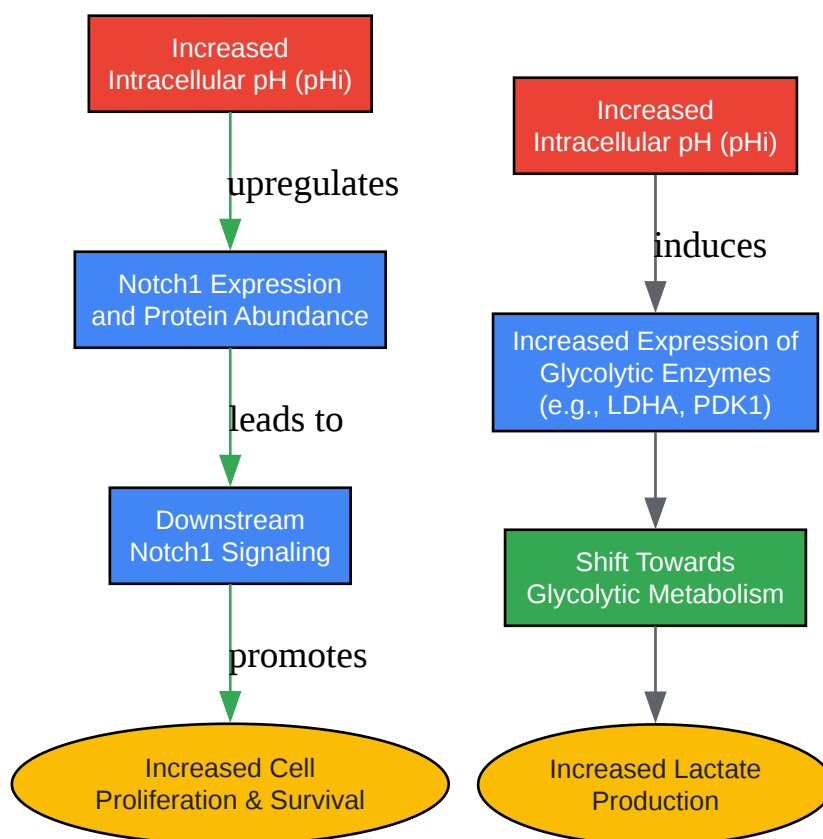 Increased
Intracellular pH (pHi)
upregulates
Notch1 Expression
and Protein Abundance
leads to
Downstream
Notch1 Signaling
promotes
Increased Cell
Proliferation & Survival
Increased
Intracellular pH (pHi)
induces
Increased Expression of
Glycolytic Enzymes
(e.g., LDHA, PDK1)
Shift Towards
Glycolytic Metabolism
Increased Lactate
Production